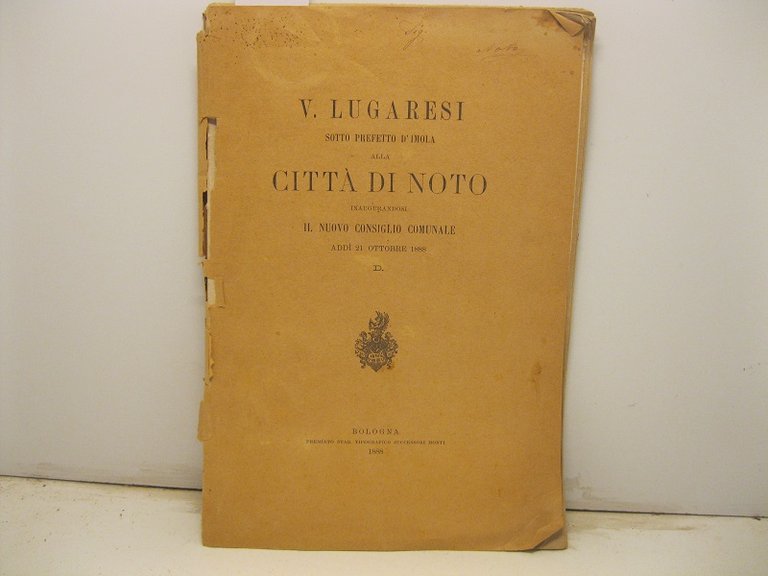 V. LUGARESI
SOTTO PREFETTO D'IMOLA
ALLA
CITTÀ DI NOTO
INAUGURANDOSI
IL NUOVO CONSIGLIO COMUNALE
ADDÌ 21 OTTOBRE 1888
D.
BOLOGNA
PREMIATO STAB. TIPOGRAFICO SUCCESSORI MONTI
1888